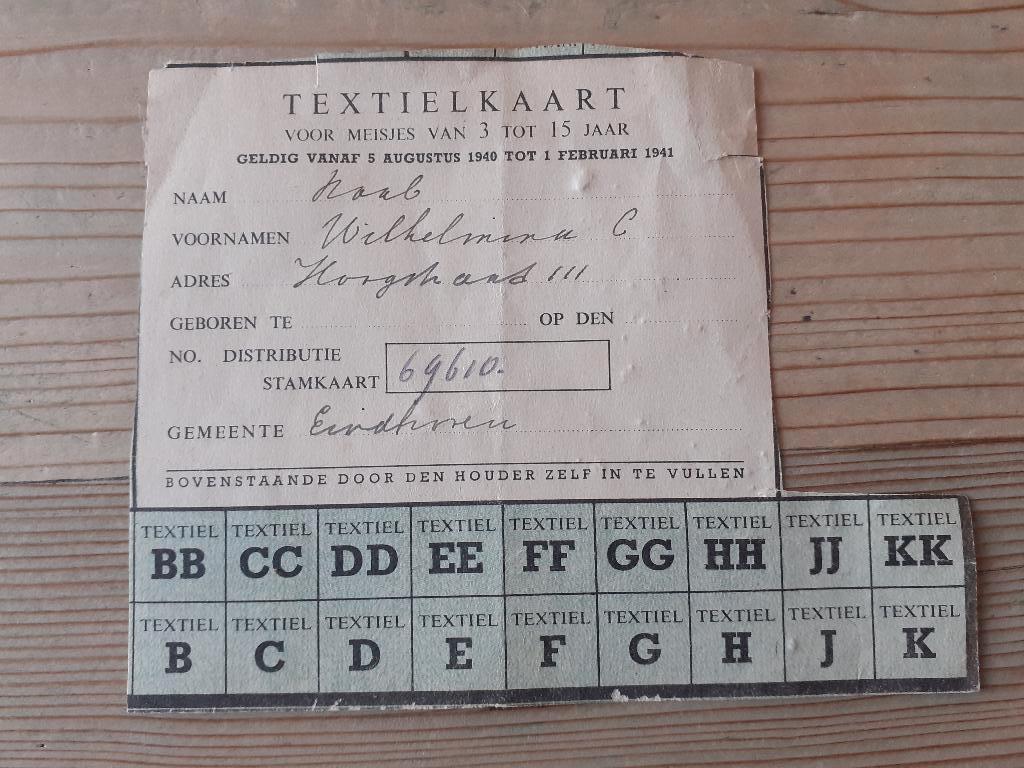 TEXTIELKAART
VOOR MEISJES VAN 3 TOT 15 JAAR
GELDIG VANAF 5 AUGUSTUS 1940 TOT 1 FEBRUARI 1941
NAAM
VOORNAMEN Wilhelmina C
ADRES Hoogstraat 111
GEBOREN TE OP DEN
NO. DISTRIBUTIE
STAMKAART 69610.
GEMEENTE Eindhoven
BOVENSTAANDE DOOR DEN HOUDER ZELF IN TE VULLEN
TEXTIEL TEXTIEL TEXTIEL TEXTIEL TEXTIEL TEXTIEL TEXTIEL TEXTIEL TEXTIEL
BB CC DD EE FF GG HH JJ KK
TEXTIEL TEXTIEL TEXTIEL TEXTIEL TEXTIEL TEXTIEL TEXTIEL TEXTIEL TEXTIEL
B C D E F G H J K